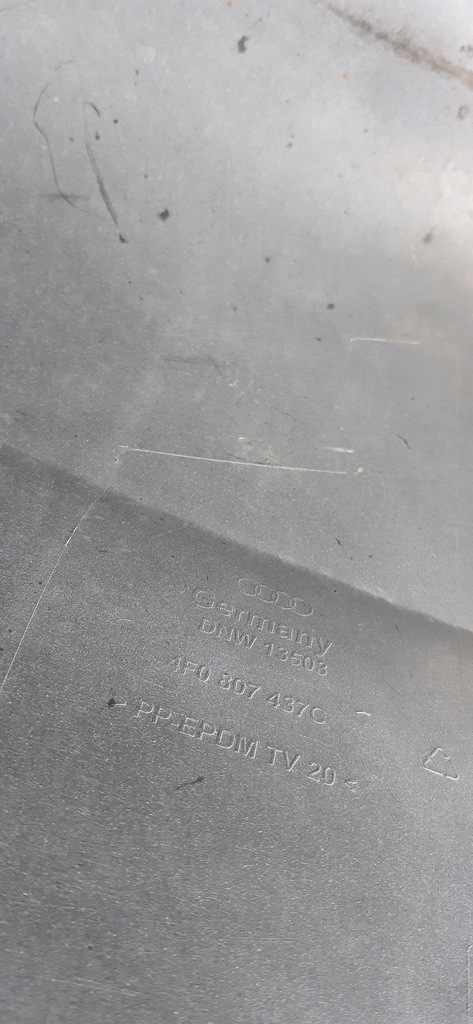 Germany
DNW 13503
4F0 807 437C -
> PP-EPDM TV 20 <